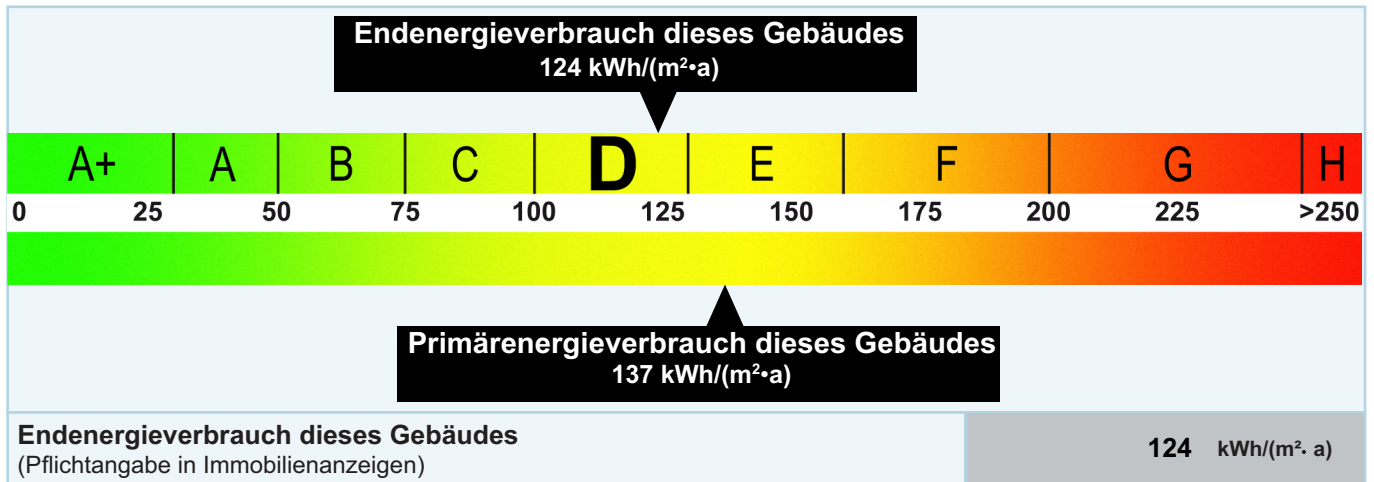 Endenergieverbrauch dieses Gebäudes
124 kWh/(m²•a)
A+ A B C D E F G H
0 25 50 75 100 125 150 175 200 225 >250
Primärenergieverbrauch dieses Gebäudes
137 kWh/(m²•a)
Endenergieverbrauch dieses Gebäudes
(Pflichtangabe in Immobilienanzeigen)
124 kWh/(m²· a)